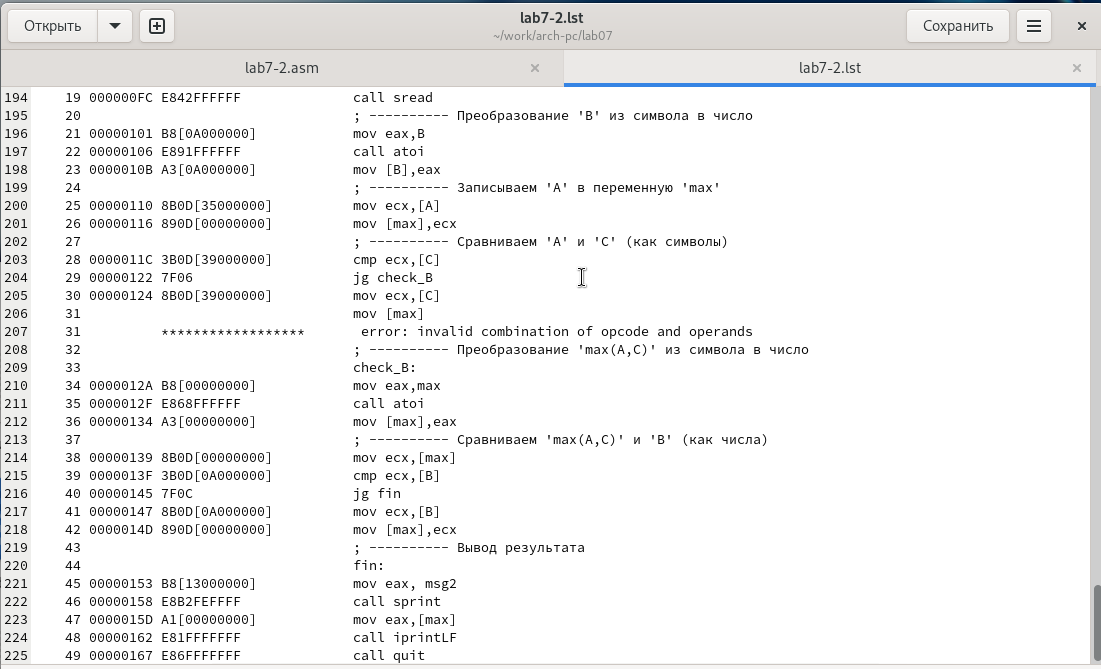 lab7-2.lst
~/work/arch-pc/lab07
Открыть
Сохранить
lab7-2.asm
lab7-2.lst
194 19 000000FC E842FFFFFF call sread
195 20 ; ---------- Преобразование 'B' из символа в число
196 21 00000101 B8[0A000000] mov eax,B
197 22 00000106 E891FFFFFF call atoi
198 23 0000010B A3[0A000000] mov [B],eax
199 24 ; ---------- Записываем 'A' в переменную 'max'
200 25 00000110 8B0D[35000000] mov ecx,[A]
201 26 00000116 890D[00000000] mov [max],ecx
202 27 ; ---------- Сравниваем 'A' и 'C' (как символы)
203 28 0000011C 3B0D[39000000] cmp ecx,[C]
204 29 00000122 7F06 jg check_B
205 30 00000124 8B0D[39000000] mov ecx,[C]
206 31 mov [max]
207 31 ****************** error: invalid combination of opcode and operands
208 32 ; ---------- Преобразование 'max(A,C)' из символа в число
209 33 check_B:
210 34 0000012A B8[00000000] mov eax,max
211 35 0000012F E868FFFFFF call atoi
212 36 00000134 A3[00000000] mov [max],eax
213 37 ; ---------- Сравниваем 'max(A,C)' и 'B' (как числа)
214 38 00000139 8B0D[00000000] mov ecx,[max]
215 39 0000013F 3B0D[0A000000] cmp ecx,[B]
216 40 00000145 7F0C jg fin
217 41 00000147 8B0D[0A000000] mov ecx,[B]
218 42 0000014D 890D[00000000] mov [max],ecx
219 43 ; ---------- Вывод результата
220 44 fin:
221 45 00000153 B8[13000000] mov eax, msg2
222 46 00000158 E8B2FEFFFF call sprint
223 47 0000015D A1[00000000] mov eax,[max]
224 48 00000162 E81FFFFFFF call iprintLF
225 49 00000167 E86FFFFFFF call quit